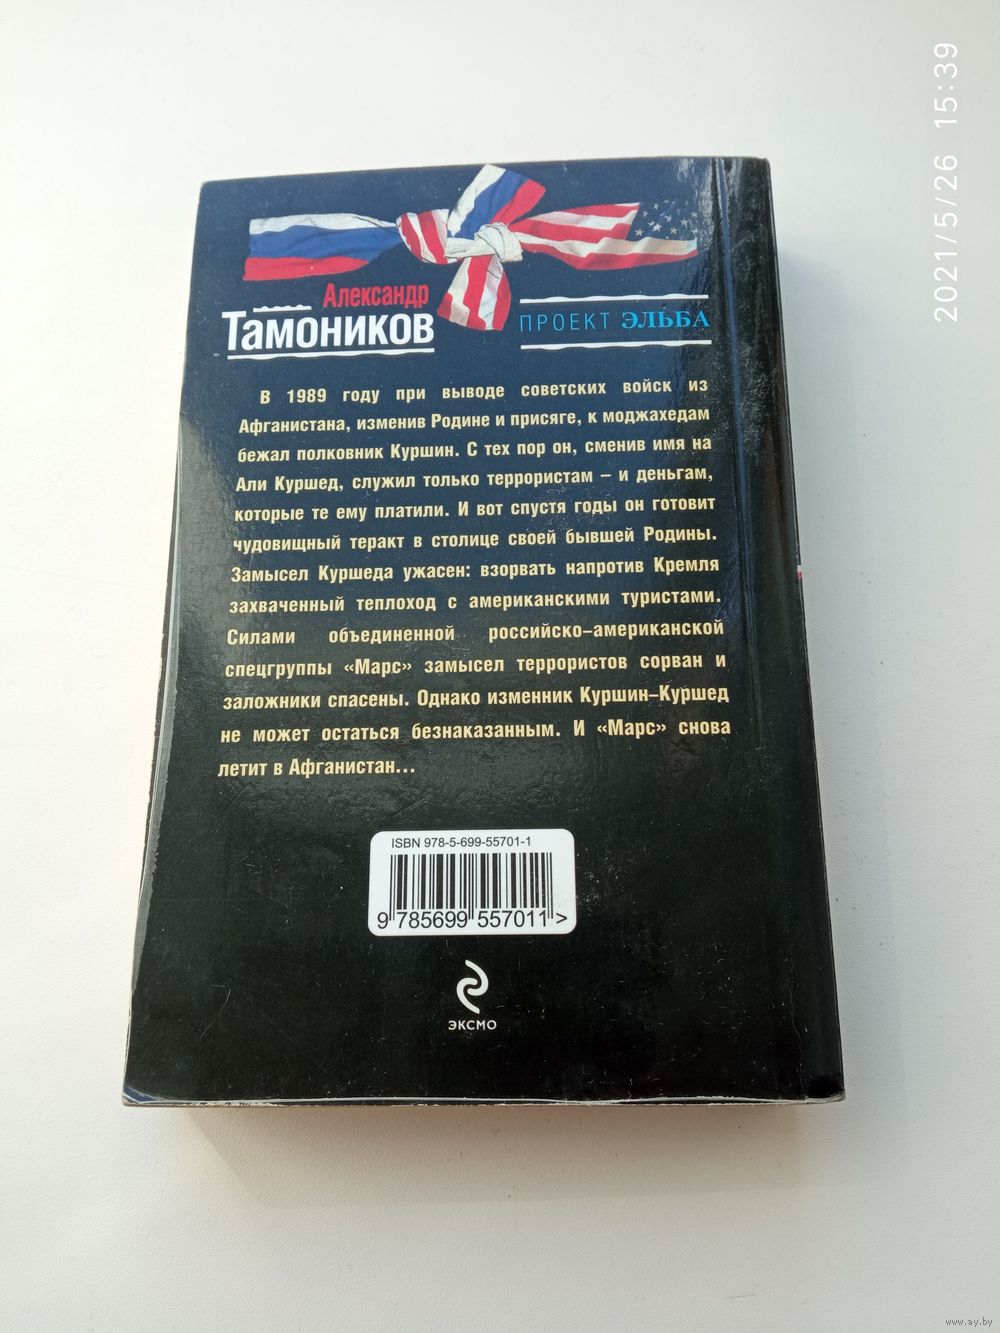 2021/5/26 15:39
Александр
Тамоников
ПРОЕКТ ЭЛЬБА
В 1989 году при выводе советских войск из
Афганистана, изменив Родине и присяге, к моджахедам
бежал полковник Куршин. С тех пор он, сменив имя на
Али Куршед, служил только террористам – и деньгам,
которые те ему платили. И вот спустя годы он готовит
чудовищный теракт в столице своей бывшей Родины.
Замысел Куршеда ужасен: взорвать напротив Кремля
захваченный теплоход с американскими туристами.
Силами объединенной российско-американской
спецгруппы «Марс» замысел террористов сорван и
заложники спасены. Однако изменник Куршин-Куршед
не может остаться безнаказанным. И «Марс» снова
летит в Афганистан...
ISBN 978-5-699-55701-1
9 785699 557011 >
ЭКСМО
www.ay.by